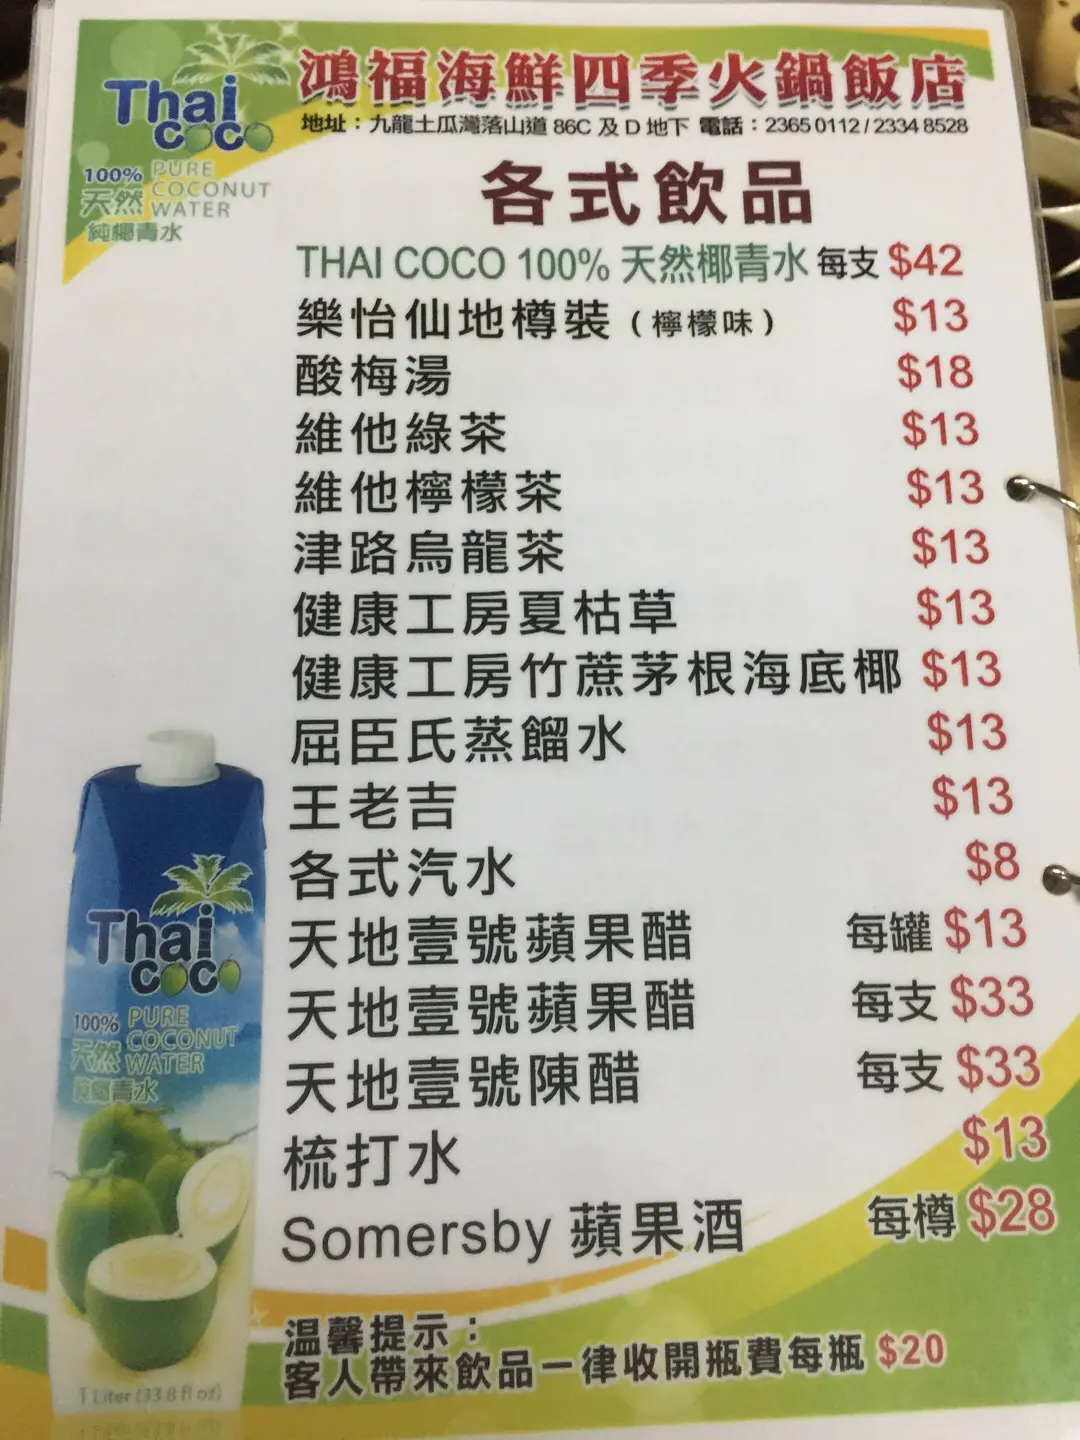 Thai coco
100% PURE
天然 COCONUT
純椰青水 WATER
鴻福海鮮四季火鍋飯店
地址：九龍土瓜灣落山道 86C 及 D 地下 電話：2365 0112 / 2334 8528
各式飲品
THAI COCO 100% 天然椰青水 每支 $42
樂怡仙地樽裝（檸檬味） $13
酸梅湯 $18
維他綠茶 $13
維他檸檬茶 $13
津路烏龍茶 $13
健康工房夏枯草 $13
健康工房竹蔗茅根海底椰 $13
屈臣氏蒸餾水 $13
王老吉 $13
各式汽水 $8
天地壹號蘋果醋 每罐 $13
天地壹號蘋果醋 每支 $33
天地壹號陳醋 每支 $33
梳打水 $13
Somersby 蘋果酒 每樽 $28
温馨提示：
客人帶來飲品一律收開瓶費每瓶 $20
Thai coco
100% PURE
天然 COCONUT
純椰青水 WATER
1 Liter (33.8 fl oz)